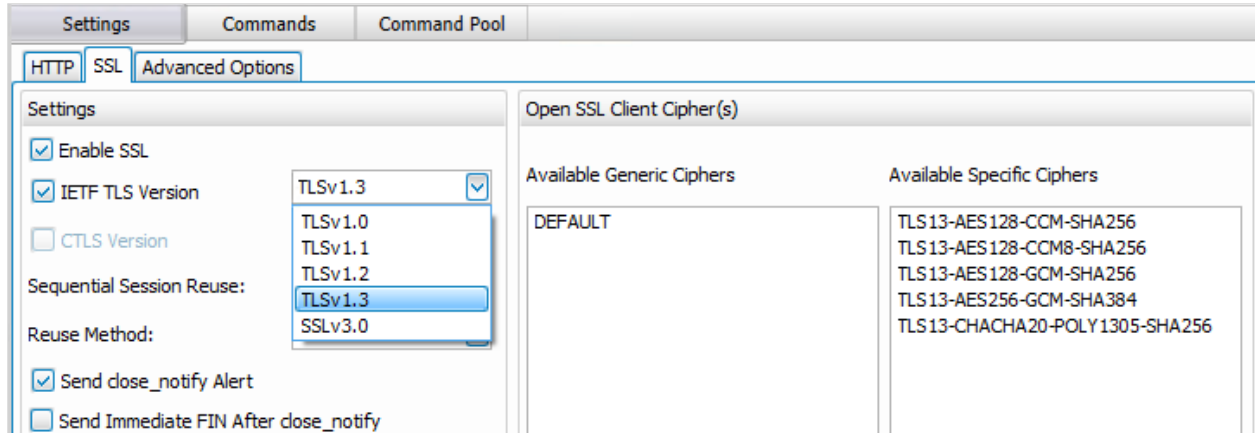 Settings Commands Command Pool
HTTP SSL Advanced Options
Settings
Enable SSL
IETF TLS Version TLSv1.3
TLSv1.0
TLSv1.1
TLSv1.2
TLSv1.3
SSLv3.0
CTLS Version
Sequential Session Reuse:
Reuse Method:
Send close_notify Alert
Send Immediate FIN After close_notify
Open SSL Client Cipher(s)
Available Generic Ciphers
DEFAULT
Available Specific Ciphers
TLS13-AES128-CCM-SHA256
TLS13-AES128-CCM8-SHA256
TLS13-AES128-GCM-SHA256
TLS13-AES256-GCM-SHA384
TLS13-CHACHA20-POLY1305-SHA256